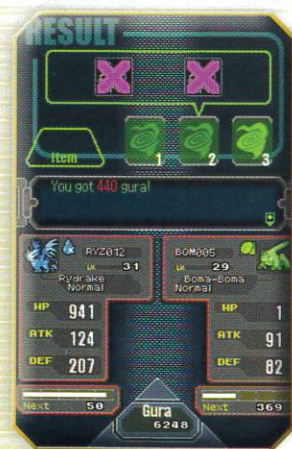 RESULT
Item
1
2
3
You got 440 gura!
RYZ012
LV. 31
Rydrake
Normal
HP 941
ATK 124
DEF 207
Next 50
BOM005
LV. 29
Boma-Boma
Normal
HP 1
ATK 91
DEF 82
Next 369
Gura
6248